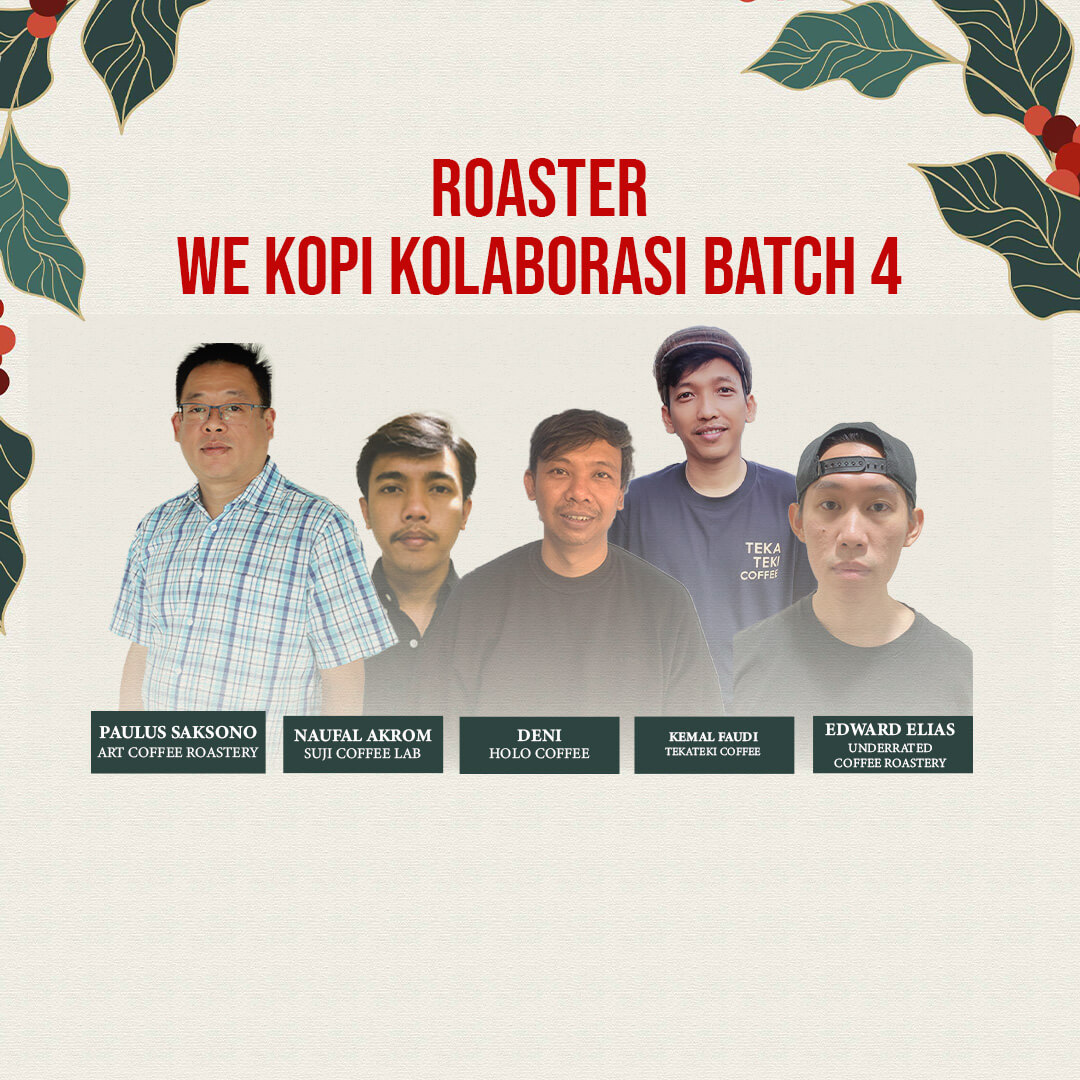 ROASTER
WE KOPI KOLABORASI BATCH 4
TEKA
TEKI
COFFEE
PAULUS SAKSONO
ART COFFEE ROASTERY
NAUFAL AKROM
SUJI COFFEE LAB
DENI
HOLO COFFEE
KEMAL FAUDI
TEKATEKI COFFEE
EDWARD ELIAS
UNDERRATED
COFFEE ROASTERY